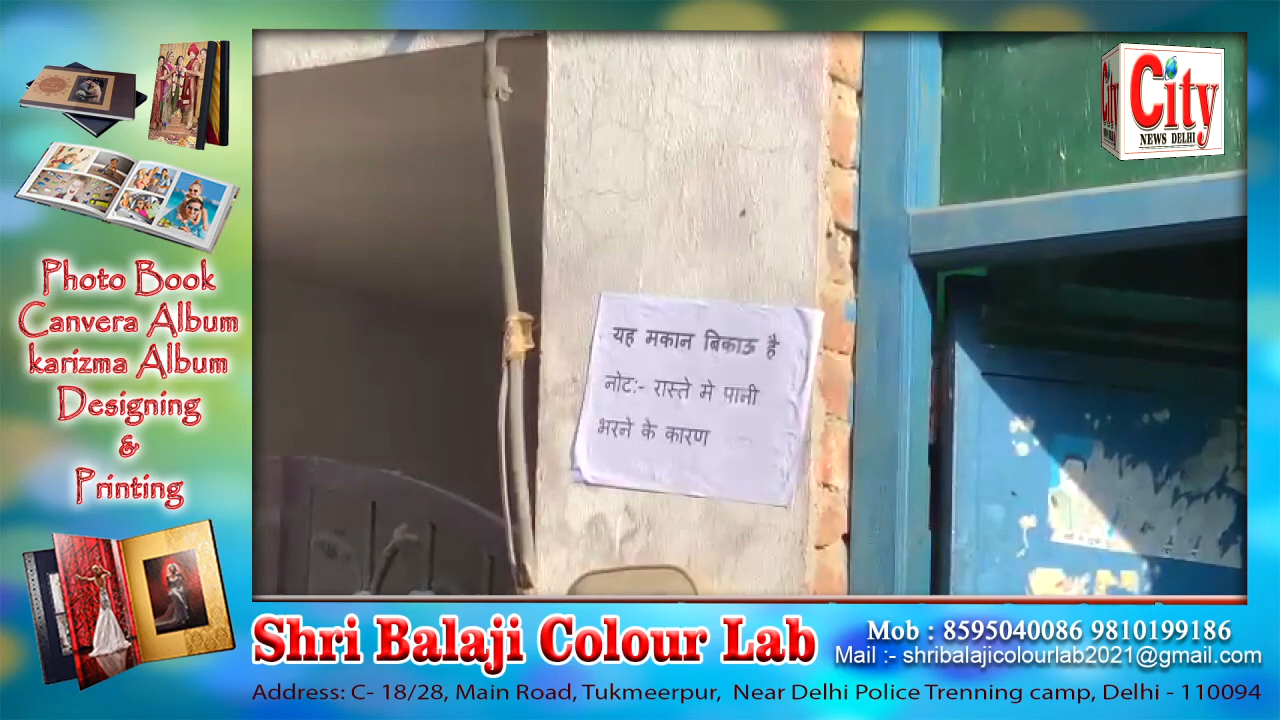 City
City
NEWS DELHI
Photo Book
Canvera Album
karizma Album
Designing
&
Printing
यह मकान बिकाऊ है
नोट:- रास्ते मे पानी
भरने के कारण
Shri Balaji Colour Lab
Mob : 8595040086 9810199186
Mail :- shribalajicolourlab2021@gmail.com
Address: C- 18/28, Main Road, Tukmeerpur, Near Delhi Police Trenning camp, Delhi - 110094